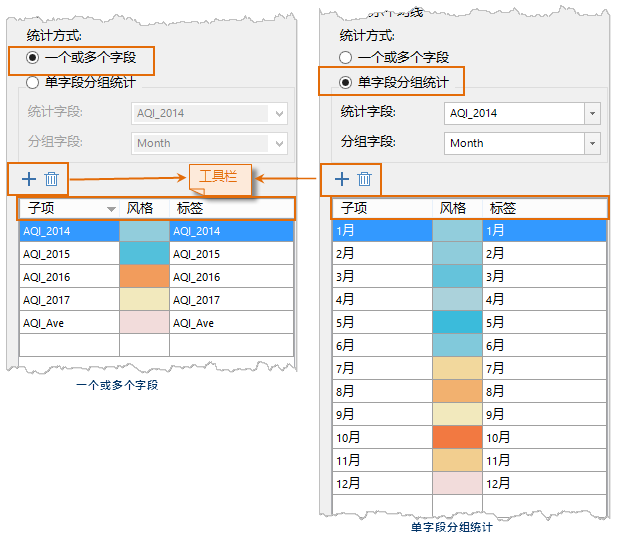 统计方式:
一个或多个字段
单字段分组统计
统计字段: AQI_2014
分组字段: Month
子项 风格 标签
AQI_2014 AQI_2014
AQI_2015 AQI_2015
AQI_2016 AQI_2016
AQI_2017 AQI_2017
AQI_Ave AQI_Ave
一个或多个字段
工具栏
统计方式:
一个或多个字段
单字段分组统计
统计字段: AQI_2014
分组字段: Month
子项 风格 标签
1月 1月
2月 2月
3月 3月
4月 4月
5月 5月
6月 6月
7月 7月
8月 8月
9月 9月
10月 10月
11月 11月
12月 12月
单字段分组统计